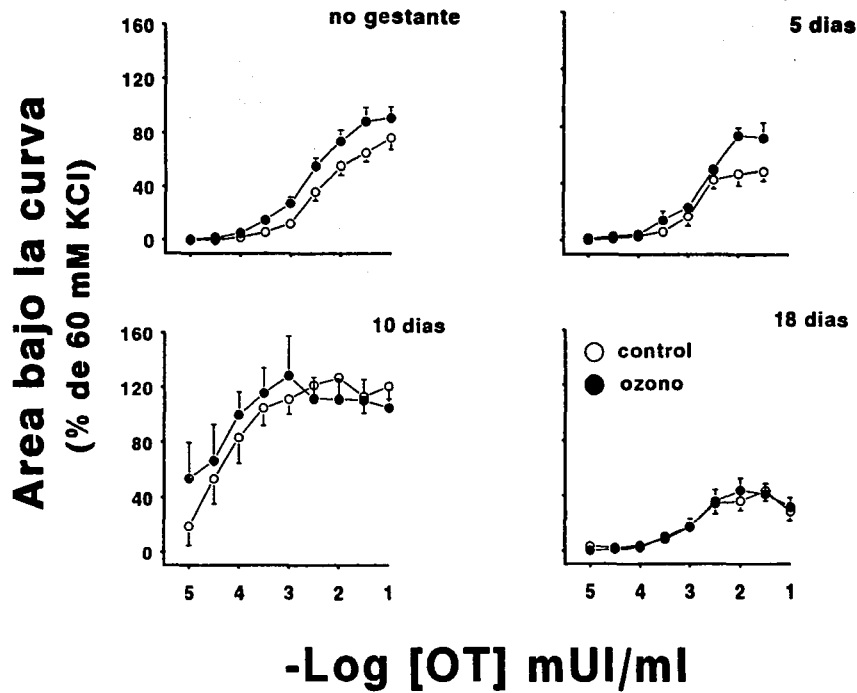 no gestante
5 dias
160
120
80
40
0
10 dias
18 dias
160
120
80
40
0
control
ozono
5 4 3 2 1
5 4 3 2 1
Area bajo la curva
(% de 60 mM KCl)
-Log [OT] mUI/ml